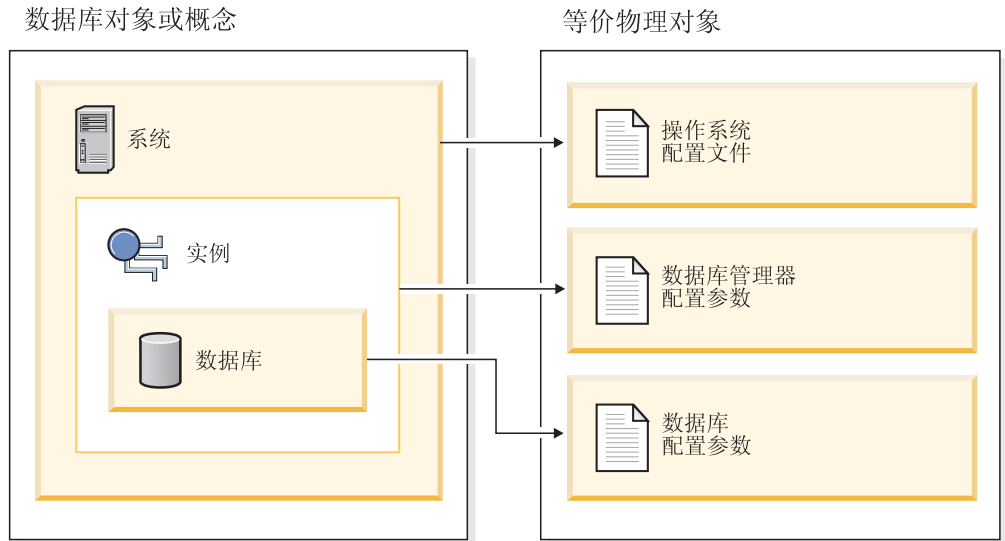 数据库对象或概念
等价物理对象
系统
操作系统
配置文件
实例
数据库管理器
配置参数
数据库
数据库
配置参数